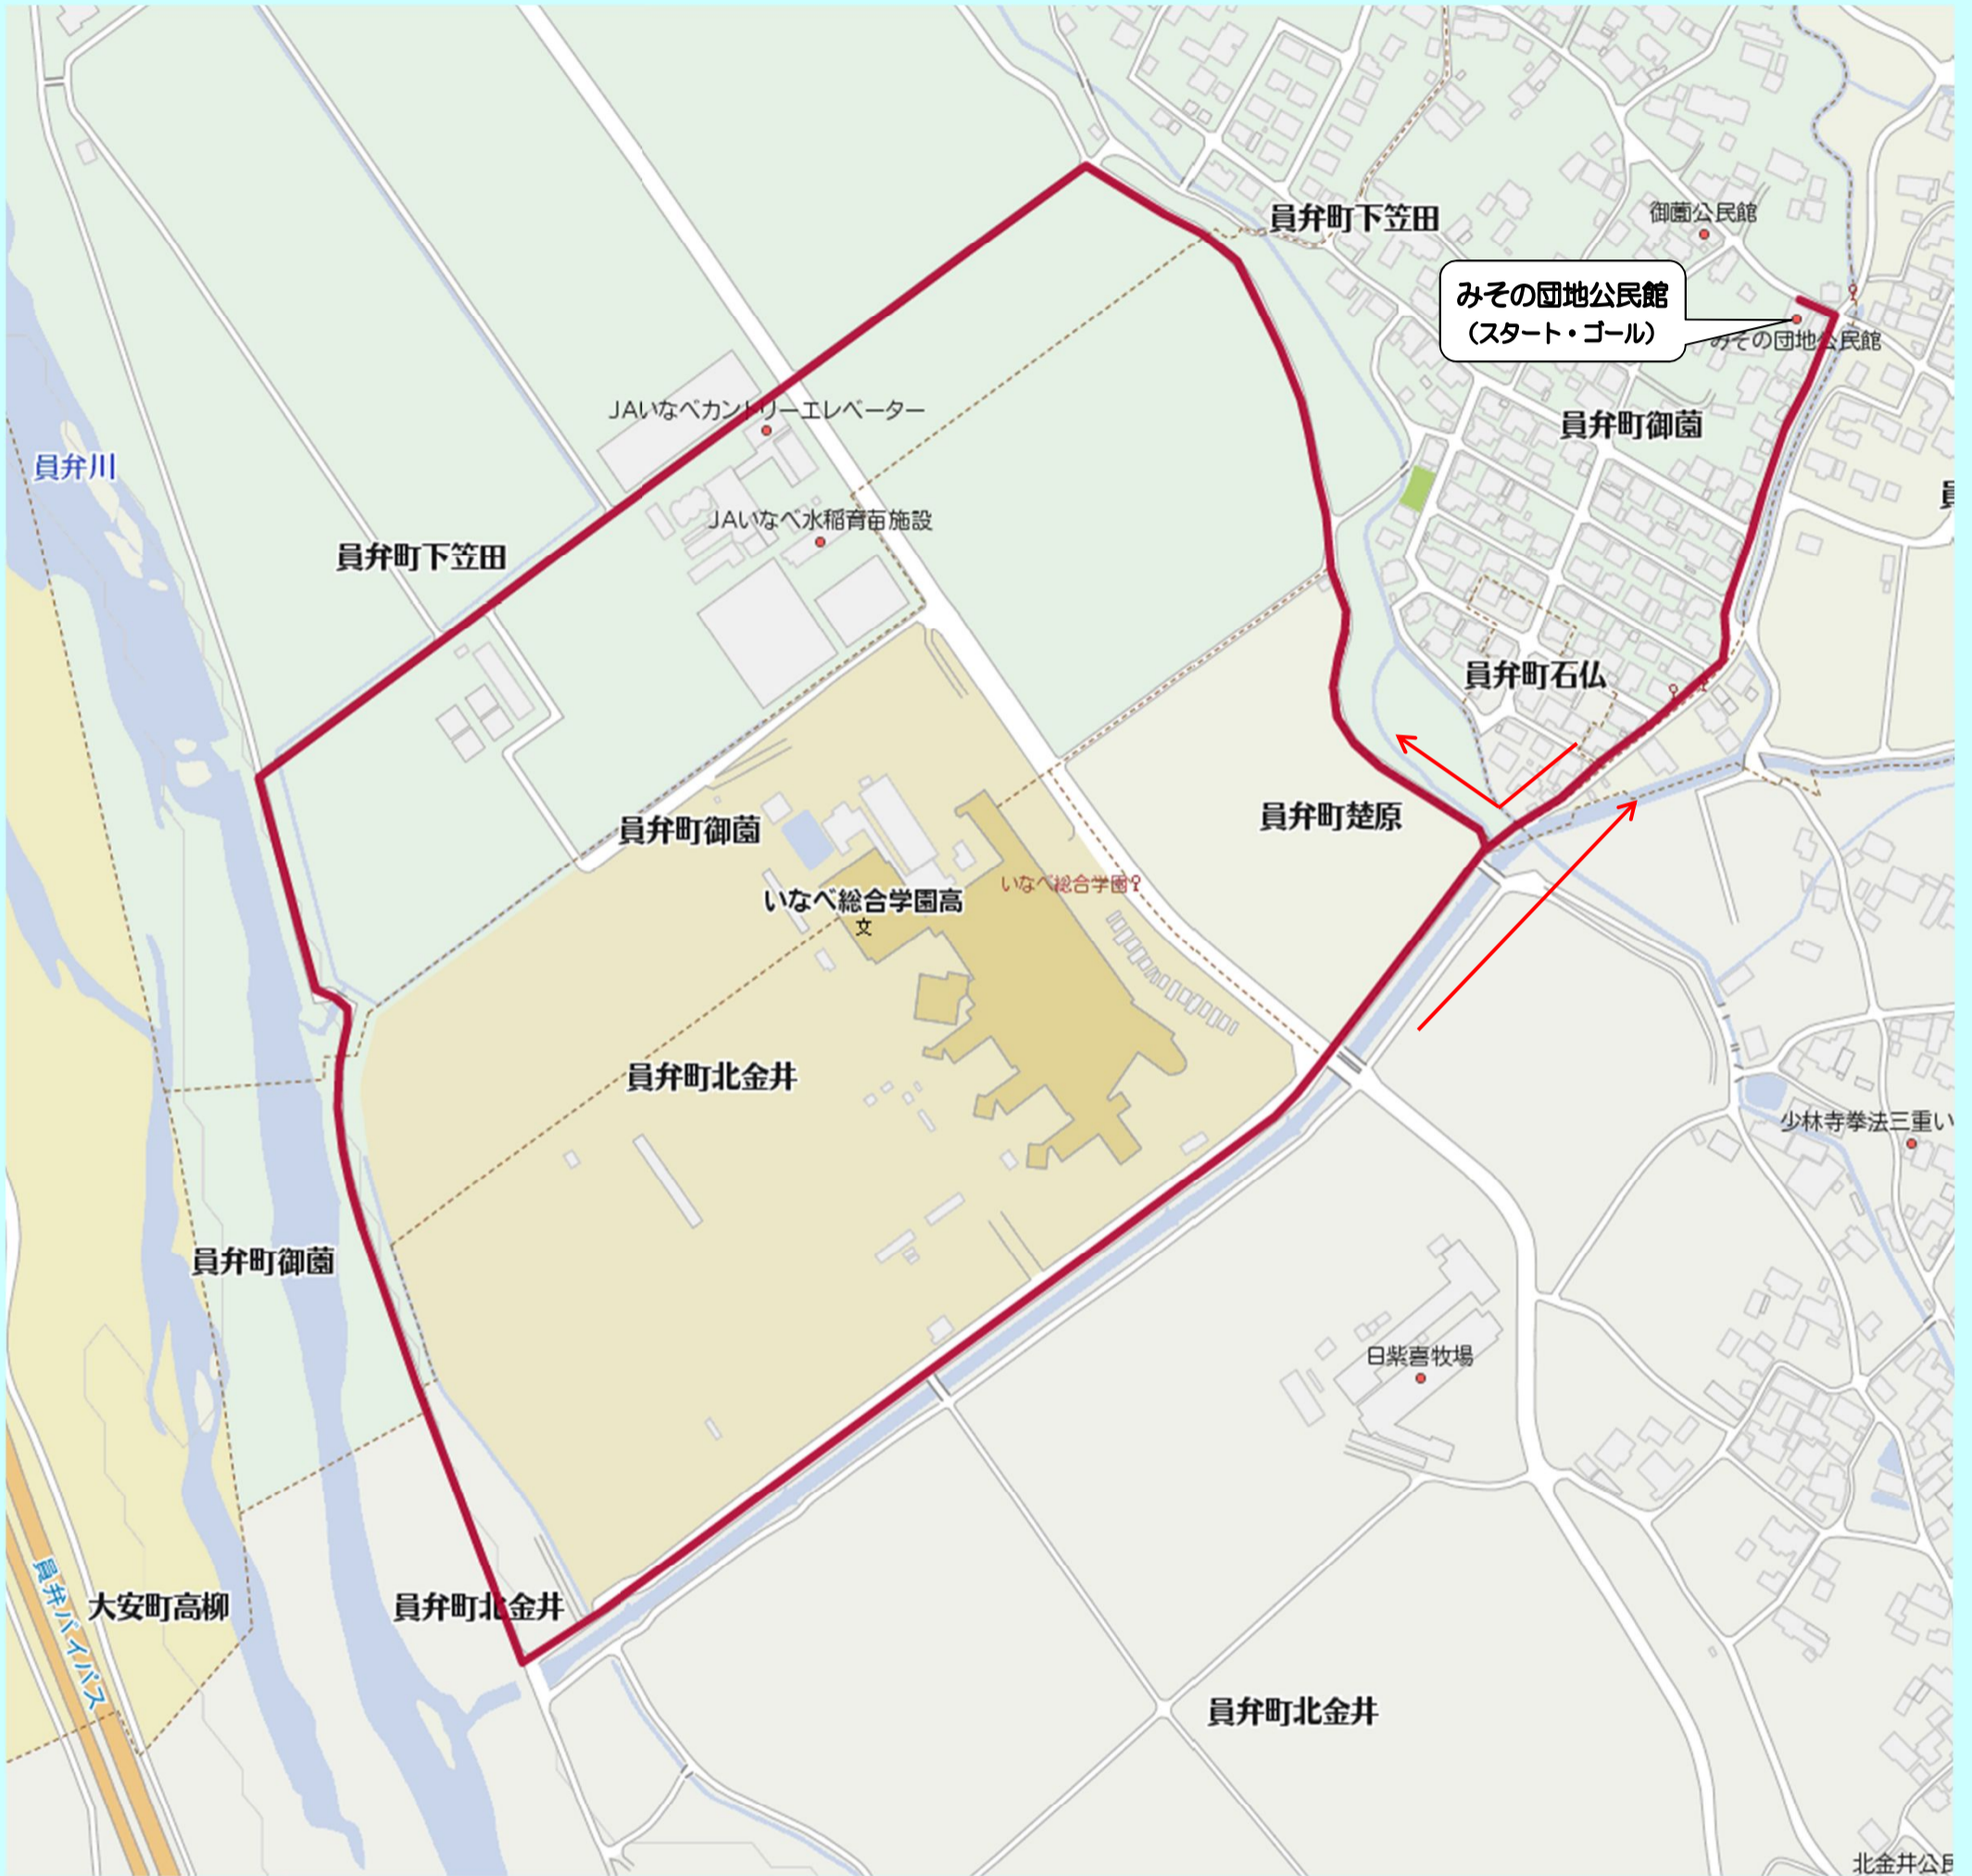 員弁町下笠田
御薗公民館
みその団地公民館
（スタート・ゴール）
みその団地公民館
JAいなべカントリーエレベーター
員弁町御薗
員弁川
JAいなべ水稲育苗施設
員弁町下笠田
員弁町石仏
員弁町楚原
員弁町御薗
いなべ総合学園
いなべ総合学園高
文
員弁町北金井
少林寺拳法三重い
員弁町御薗
日紫喜牧場
員弁バイパス
大安町高柳
員弁町北金井
員弁町北金井
北金井公民